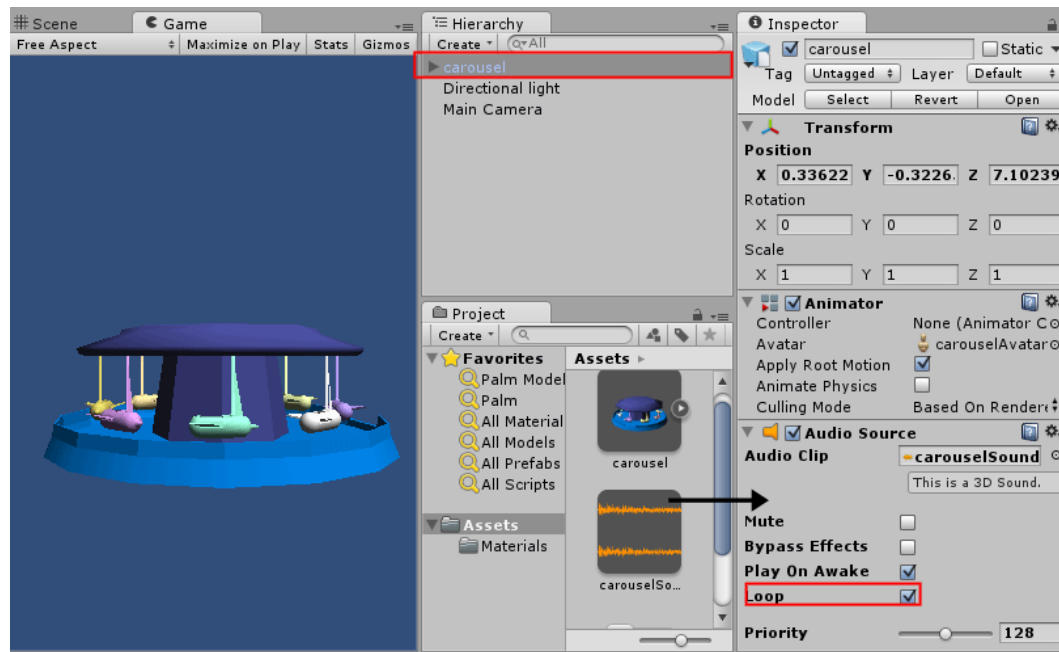 Scene
Game
Free Aspect
Maximize on Play
Stats
Gizmos
Hierarchy
Create
All
carousel
Directional light
Main Camera
Project
Create
Favorites
Palm Model
Palm
All Material
All Models
All Prefabs
All Scripts
Assets
Materials
Assets
carousel
carouselSo...
Inspector
carousel
Static
Tag Untagged Layer Default
Model Select Revert Open
Transform
Position
X 0.33622 Y -0.3226. Z 7.10239
Rotation
X 0 Y 0 Z 0
Scale
X 1 Y 1 Z 1
Animator
Controller None (Animator Co
Avatar carouselAvatar
Apply Root Motion
Animate Physics
Culling Mode Based On Rendere
Audio Source
Audio Clip carouselSound
This is a 3D Sound.
Mute
Bypass Effects
Play On Awake
Loop
Priority 128